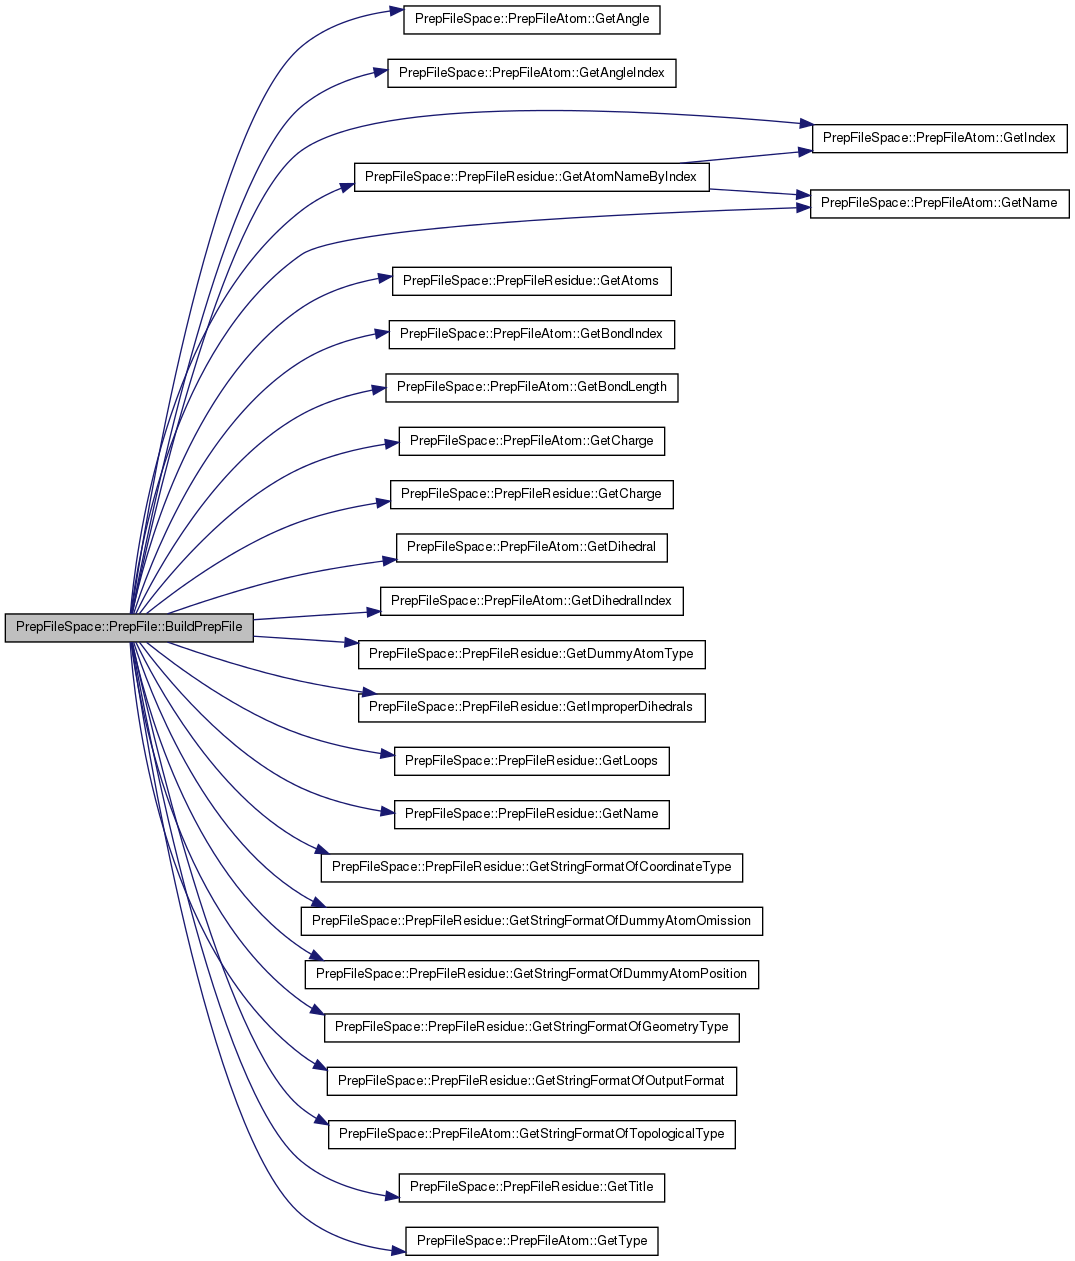 PrepFileSpace::PrepFileAtom::GetAngle
PrepFileSpace::PrepFileAtom::GetAngleIndex
PrepFileSpace::PrepFileAtom::GetIndex
PrepFileSpace::PrepFileResidue::GetAtomNameByIndex
PrepFileSpace::PrepFileAtom::GetName
PrepFileSpace::PrepFileResidue::GetAtoms
PrepFileSpace::PrepFileAtom::GetBondIndex
PrepFileSpace::PrepFileAtom::GetBondLength
PrepFileSpace::PrepFileAtom::GetCharge
PrepFileSpace::PrepFileResidue::GetCharge
PrepFileSpace::PrepFileAtom::GetDihedral
PrepFileSpace::PrepFileAtom::GetDihedralIndex
PrepFileSpace::PrepFile::BuildPrepFile
PrepFileSpace::PrepFileResidue::GetDummyAtomType
PrepFileSpace::PrepFileResidue::GetImproperDihedrals
PrepFileSpace::PrepFileResidue::GetLoops
PrepFileSpace::PrepFileResidue::GetName
PrepFileSpace::PrepFileResidue::GetStringFormatOfCoordinateType
PrepFileSpace::PrepFileResidue::GetStringFormatOfDummyAtomOmission
PrepFileSpace::PrepFileResidue::GetStringFormatOfDummyAtomPosition
PrepFileSpace::PrepFileResidue::GetStringFormatOfGeometryType
PrepFileSpace::PrepFileResidue::GetStringFormatOfOutputFormat
PrepFileSpace::PrepFileAtom::GetStringFormatOfTopologicalType
PrepFileSpace::PrepFileResidue::GetTitle
PrepFileSpace::PrepFileAtom::GetType